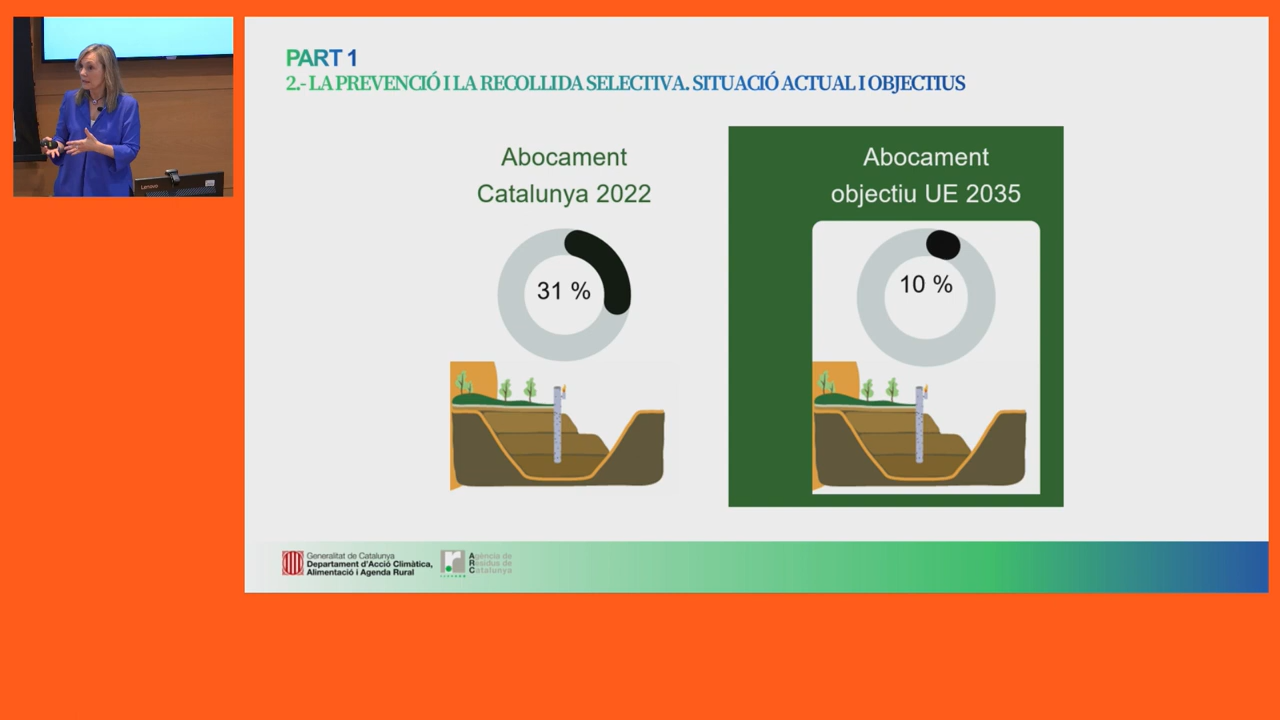 PART 1
2.- LA PREVENCIÓ I LA RECOLLIDA SELECTIVA. SITUACIÓ ACTUAL I OBJECTIUS
Abocament
Catalunya 2022
31 %
Abocament
objectiu UE 2035
10 %
Generalitat de Catalunya
Departament d'Acció Climàtica,
Alimentació i Agenda Rural
Agència de
Residus de
Catalunya
Lenovo